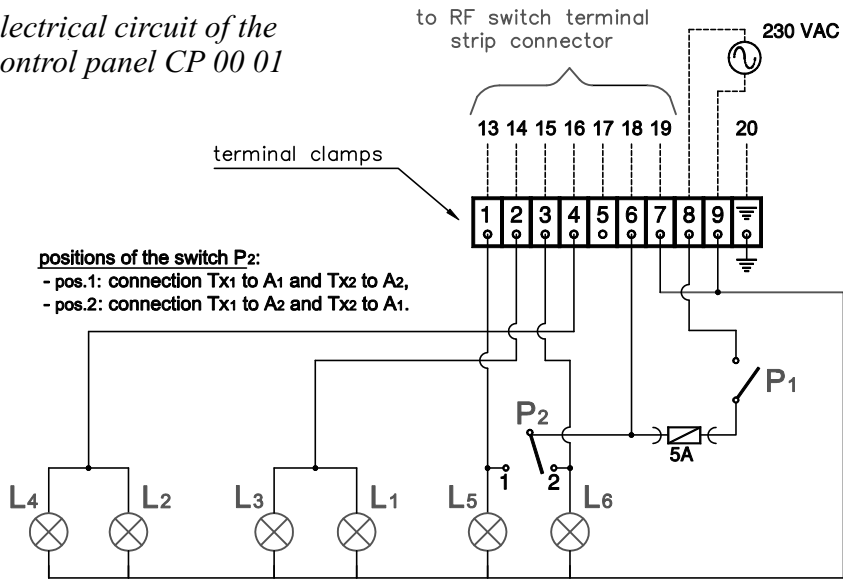 lectrical circuit of the
ontrol panel CP 00 01
to RF switch terminal
strip connector
230 VAC
13 14 15 16 17 18 19 20
terminal clamps
1 2 3 4 5 6 7 8 9
positions of the switch P2:
- pos.1: connection Tx1 to A1 and Tx2 to A2,
- pos.2: connection Tx1 to A2 and Tx2 to A1.
P1
P2
5A
1 2
L4 L2 L3 L1 L5 L6